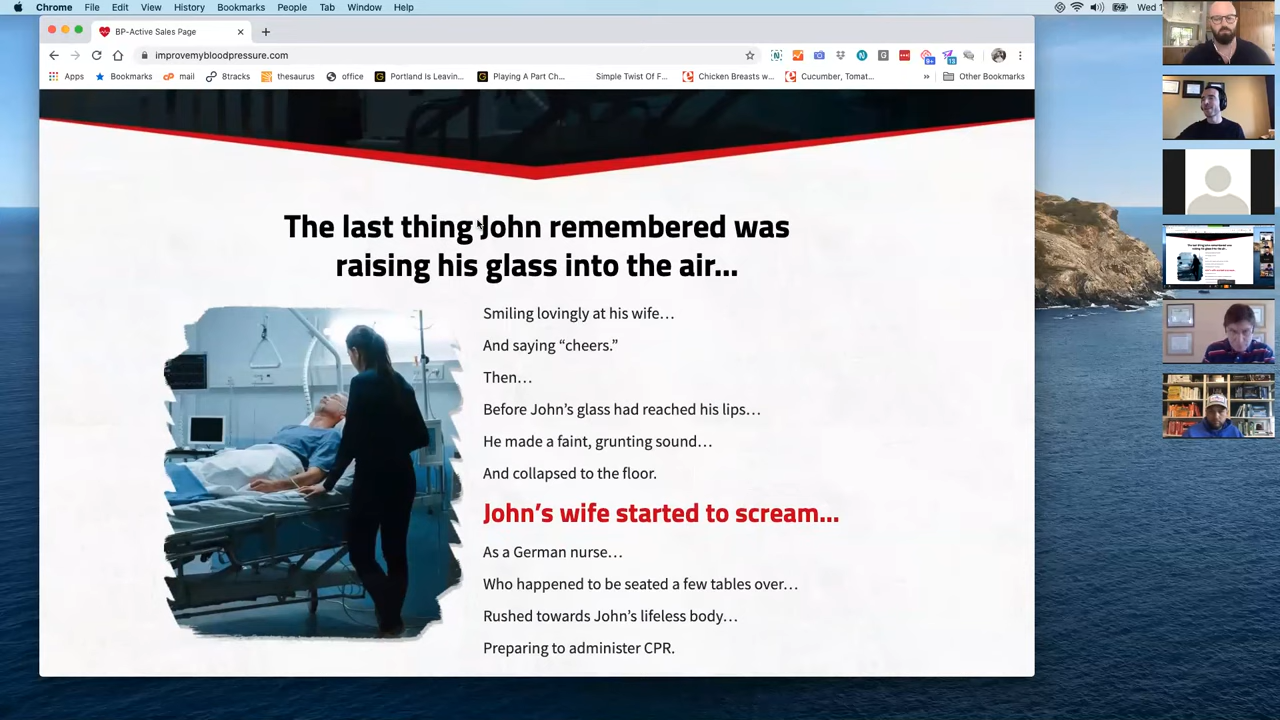 Chrome File Edit View History Bookmarks People Tab Window Help
Wed 1
BP-Active Sales Page
improvemybloodpressure.com
Apps Bookmarks mail 8tracks thesaurus office Portland Is Leavin... Playing A Part Ch... Simple Twist Of F... Chicken Breasts w... Cucumber, Tomat... » Other Bookmarks
The last thing John remembered was
raising his glass into the air...
Smiling lovingly at his wife…
And saying “cheers.”
Then…
Before John’s glass had reached his lips…
He made a faint, grunting sound…
And collapsed to the floor.
John’s wife started to scream...
As a German nurse…
Who happened to be seated a few tables over…
Rushed towards John’s lifeless body…
Preparing to administer CPR.